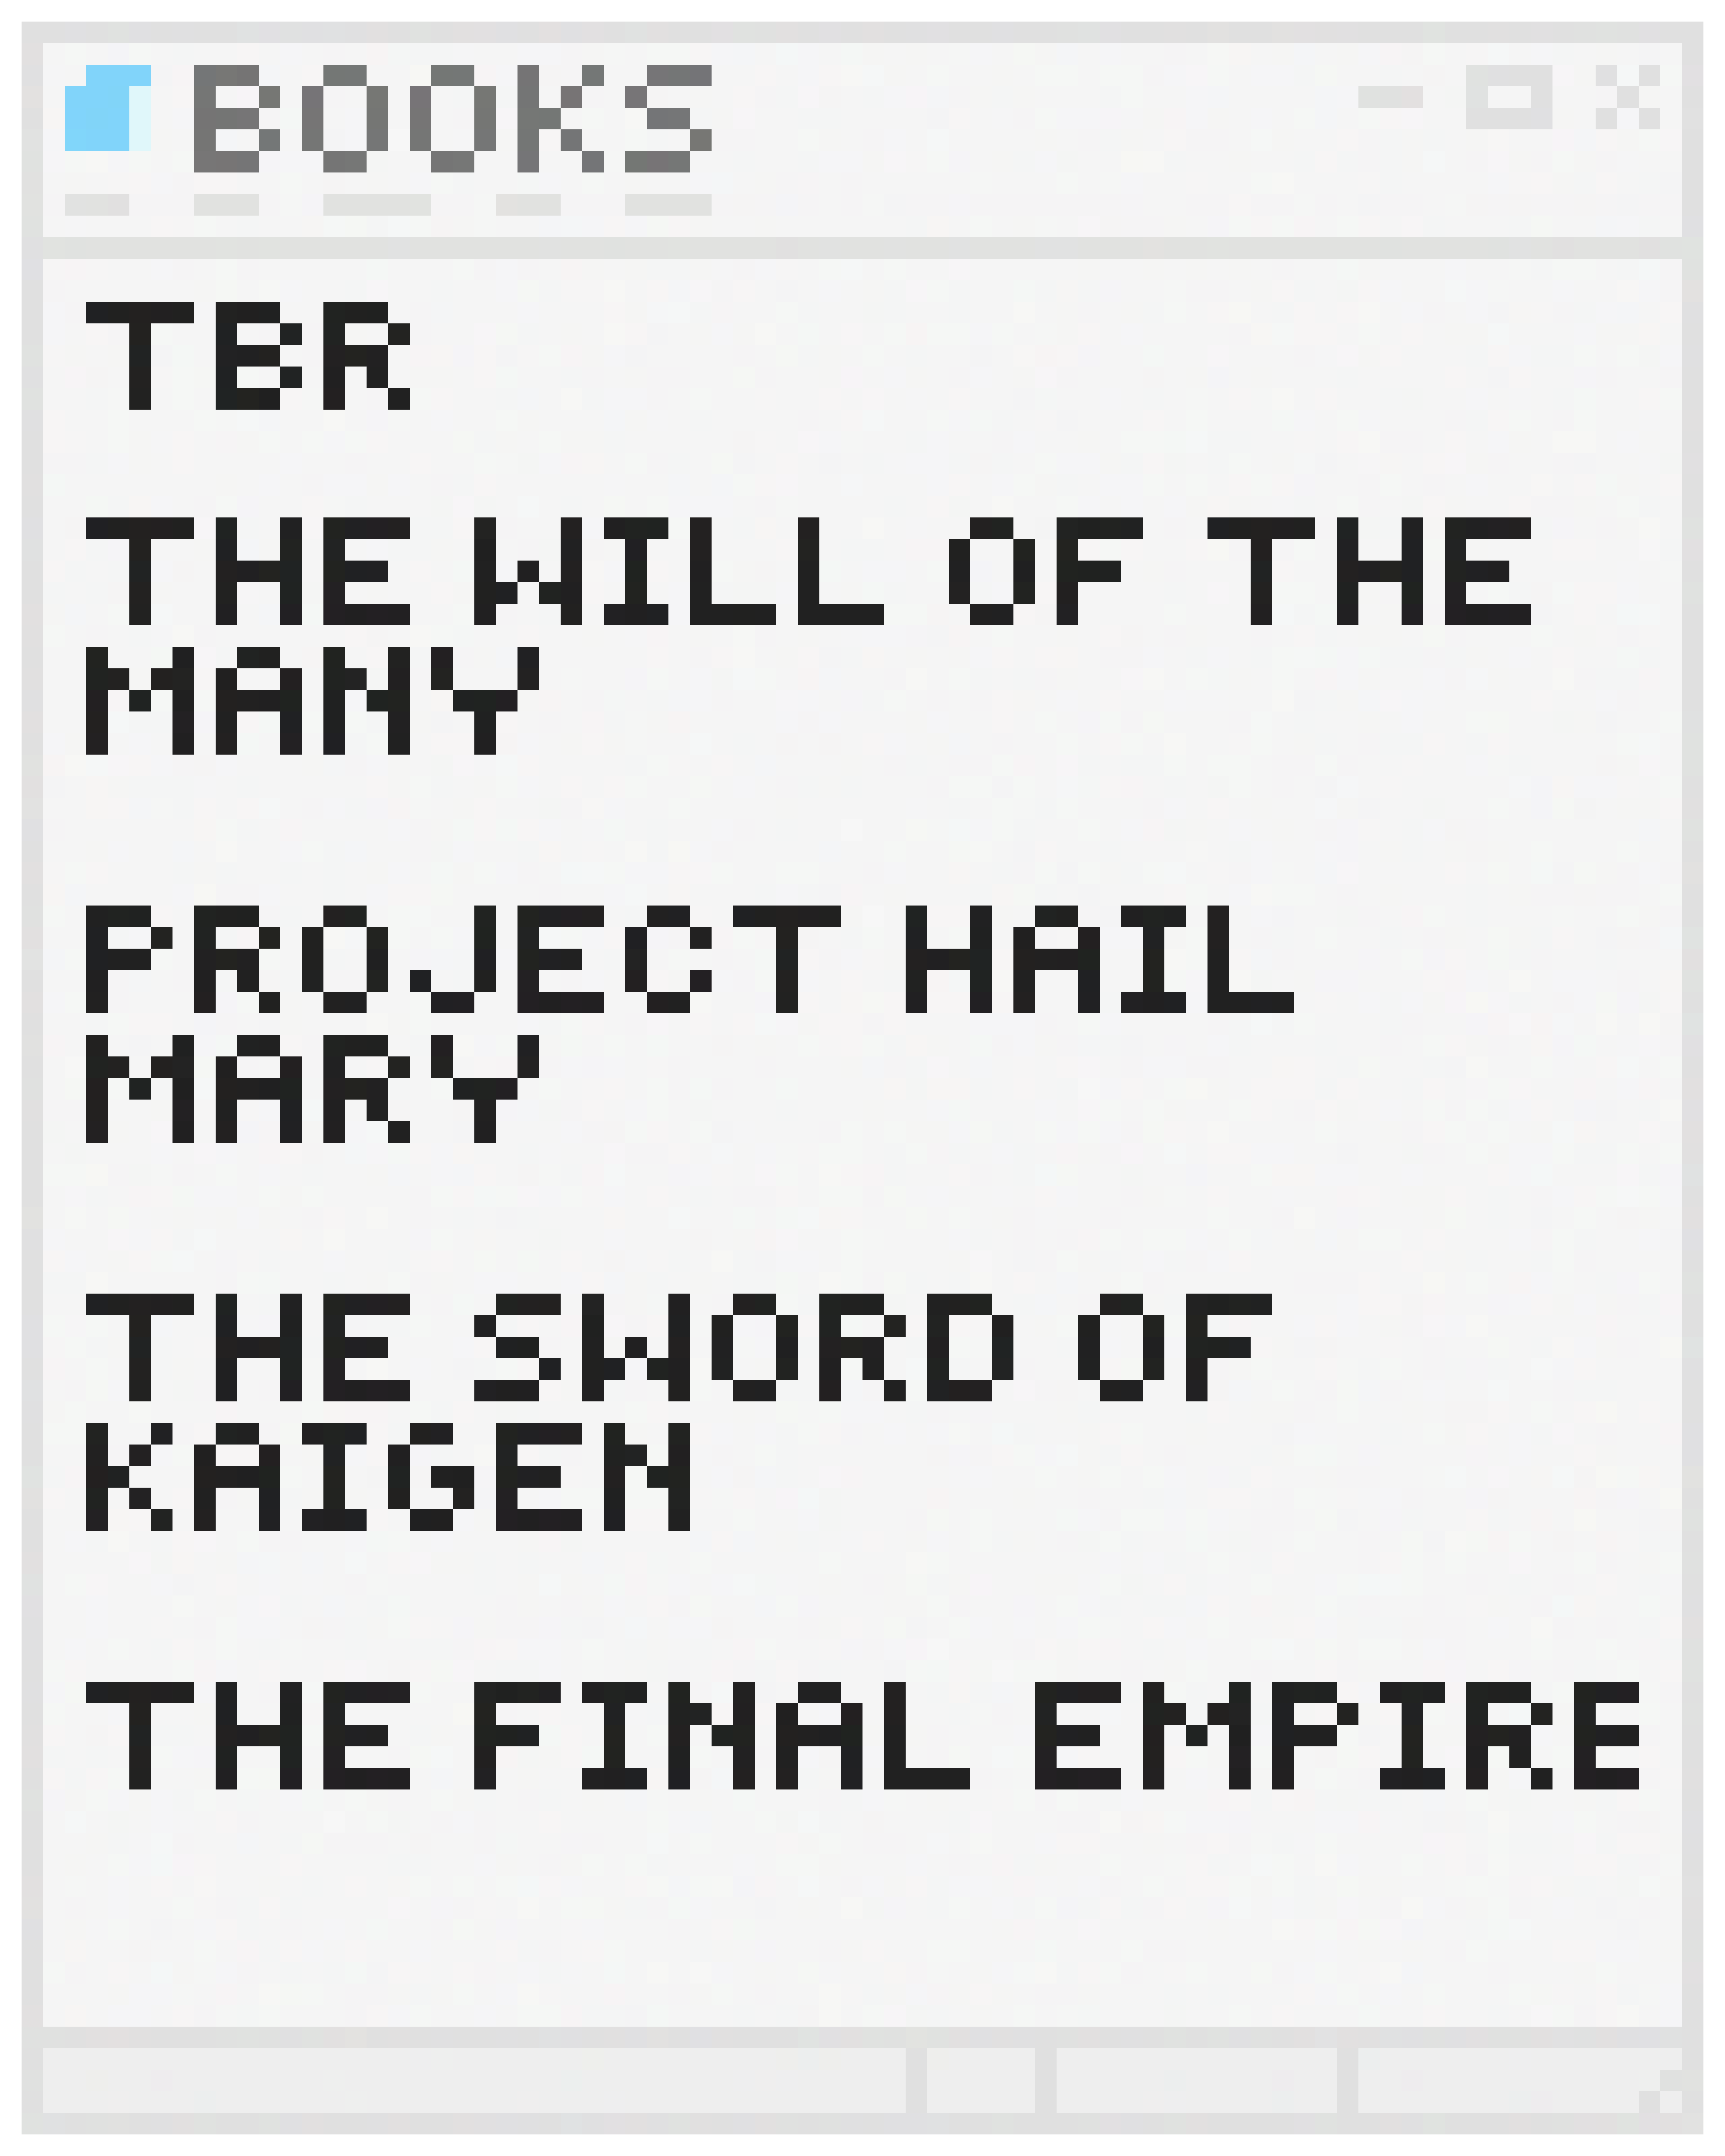 BOOKS
TBR
THE WILL OF THE
MANY
PROJECT HAIL
MARY
THE SWORD OF
KAIGEN
THE FINAL EMPIRE